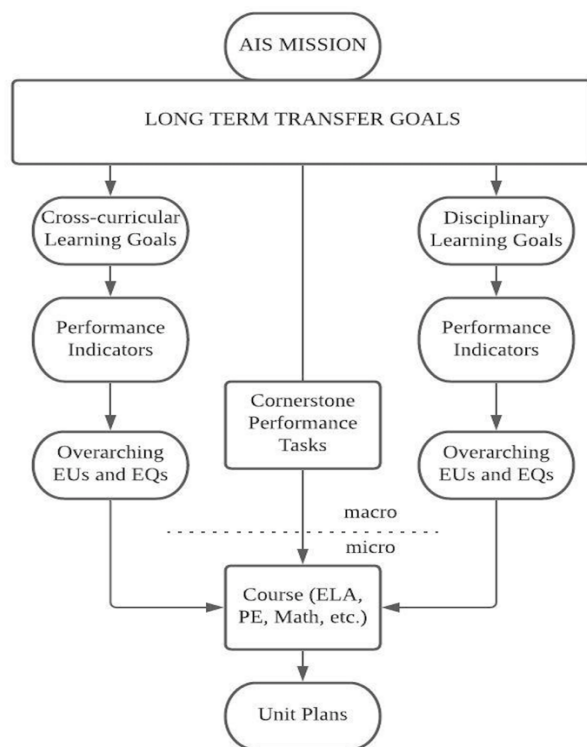 AIS MISSION
LONG TERM TRANSFER GOALS
Cross-curricular
Learning Goals
Disciplinary
Learning Goals
Performance
Indicators
Performance
Indicators
Cornerstone
Performance
Tasks
Overarching
EUs and EQs
Overarching
EUs and EQs
macro
micro
Course (ELA,
PE, Math, etc.)
Unit Plans